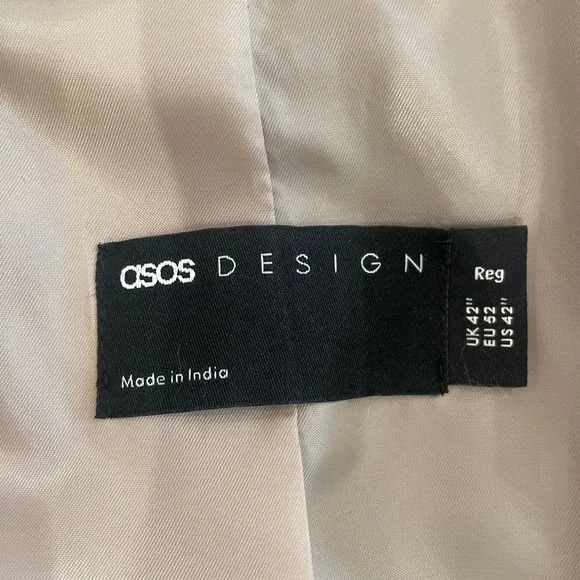 asos DESIGN
Made in India
Reg
UK 42"
EU 52
US 42"